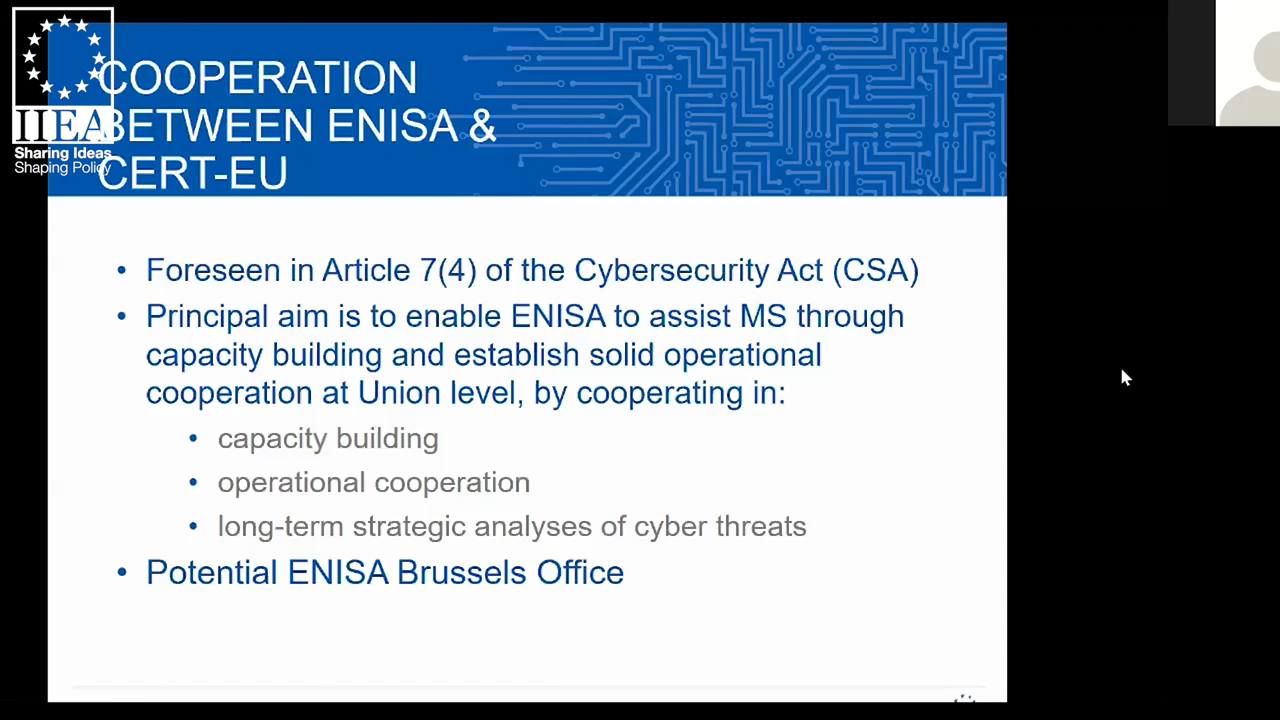 COOPERATION
BETWEEN ENISA &
CERT-EU
IIEA
Sharing Ideas
Shaping Policy
• Foreseen in Article 7(4) of the Cybersecurity Act (CSA)
• Principal aim is to enable ENISA to assist MS through
capacity building and establish solid operational
cooperation at Union level, by cooperating in:
• capacity building
• operational cooperation
• long-term strategic analyses of cyber threats
• Potential ENISA Brussels Office